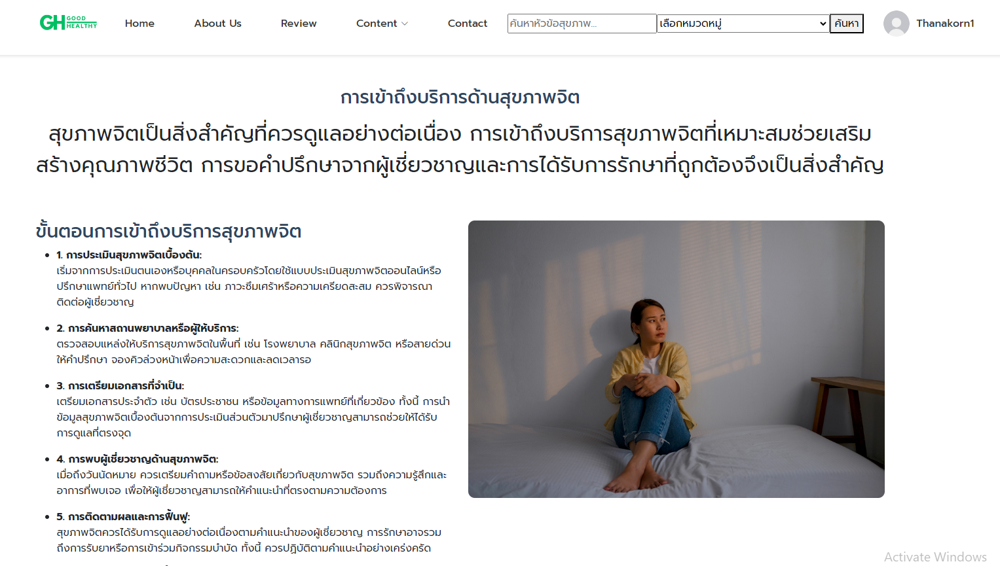 GH GOOD HEALTHY
Home
About Us
Review
Content
Contact
ค้นหาหัวข้อสุขภาพ...
เลือกหมวดหมู่
ค้นหา
Thanakorn1
การเข้าถึงบริการด้านสุขภาพจิต
สุขภาพจิตเป็นสิ่งสำคัญที่ควรดูแลอย่างต่อเนื่อง การเข้าถึงบริการสุขภาพจิตที่เหมาะสมช่วยเสริม
สร้างคุณภาพชีวิต การขอคำปรึกษาจากผู้เชี่ยวชาญและการได้รับการรักษาที่ถูกต้องจึงเป็นสิ่งสำคัญ
ขั้นตอนการเข้าถึงบริการสุขภาพจิต
1. การประเมินสุขภาพจิตเบื้องต้น:
เริ่มจากการประเมินตนเองหรือบุคคลในครอบครัวโดยใช้แบบประเมินสุขภาพจิตออนไลน์หรือ
ปรึกษาแพทย์ทั่วไป หากพบปัญหา เช่น ภาวะซึมเศร้าหรือความเครียดสะสม ควรพิจารณา
ติดต่อผู้เชี่ยวชาญ
2. การค้นหาสถานพยาบาลหรือผู้ให้บริการ:
ตรวจสอบแหล่งให้บริการสุขภาพจิตในพื้นที่ เช่น โรงพยาบาล คลินิกสุขภาพจิต หรือสายด่วน
ให้คำปรึกษา จองคิวล่วงหน้าเพื่อความสะดวกและลดเวลารอ
3. การเตรียมเอกสารที่จำเป็น:
เตรียมเอกสารประจำตัว เช่น บัตรประชาชน หรือข้อมูลทางการแพทย์ที่เกี่ยวข้อง ทั้งนี้ การนำ
ข้อมูลสุขภาพจิตเบื้องต้นจากการประเมินส่วนตัวมาปรึกษาผู้เชี่ยวชาญสามารถช่วยให้ได้รับ
การดูแลที่ตรงจุด
4. การพบผู้เชี่ยวชาญด้านสุขภาพจิต:
เมื่อถึงวันนัดหมาย ควรเตรียมคำถามหรือข้อสงสัยเกี่ยวกับสุขภาพจิต รวมถึงความรู้สึกและ
อาการที่พบเจอ เพื่อให้ผู้เชี่ยวชาญสามารถให้คำแนะนำที่ตรงตามความต้องการ
5. การติดตามผลและการฟื้นฟู:
สุขภาพจิตควรได้รับการดูแลอย่างต่อเนื่องตามคำแนะนำของผู้เชี่ยวชาญ การรักษาอาจรวม
ถึงการรับยาหรือการเข้าร่วมกิจกรรมบำบัด ทั้งนี้ ควรปฏิบัติตามคำแนะนำอย่างเคร่งครัด
Activate Windows